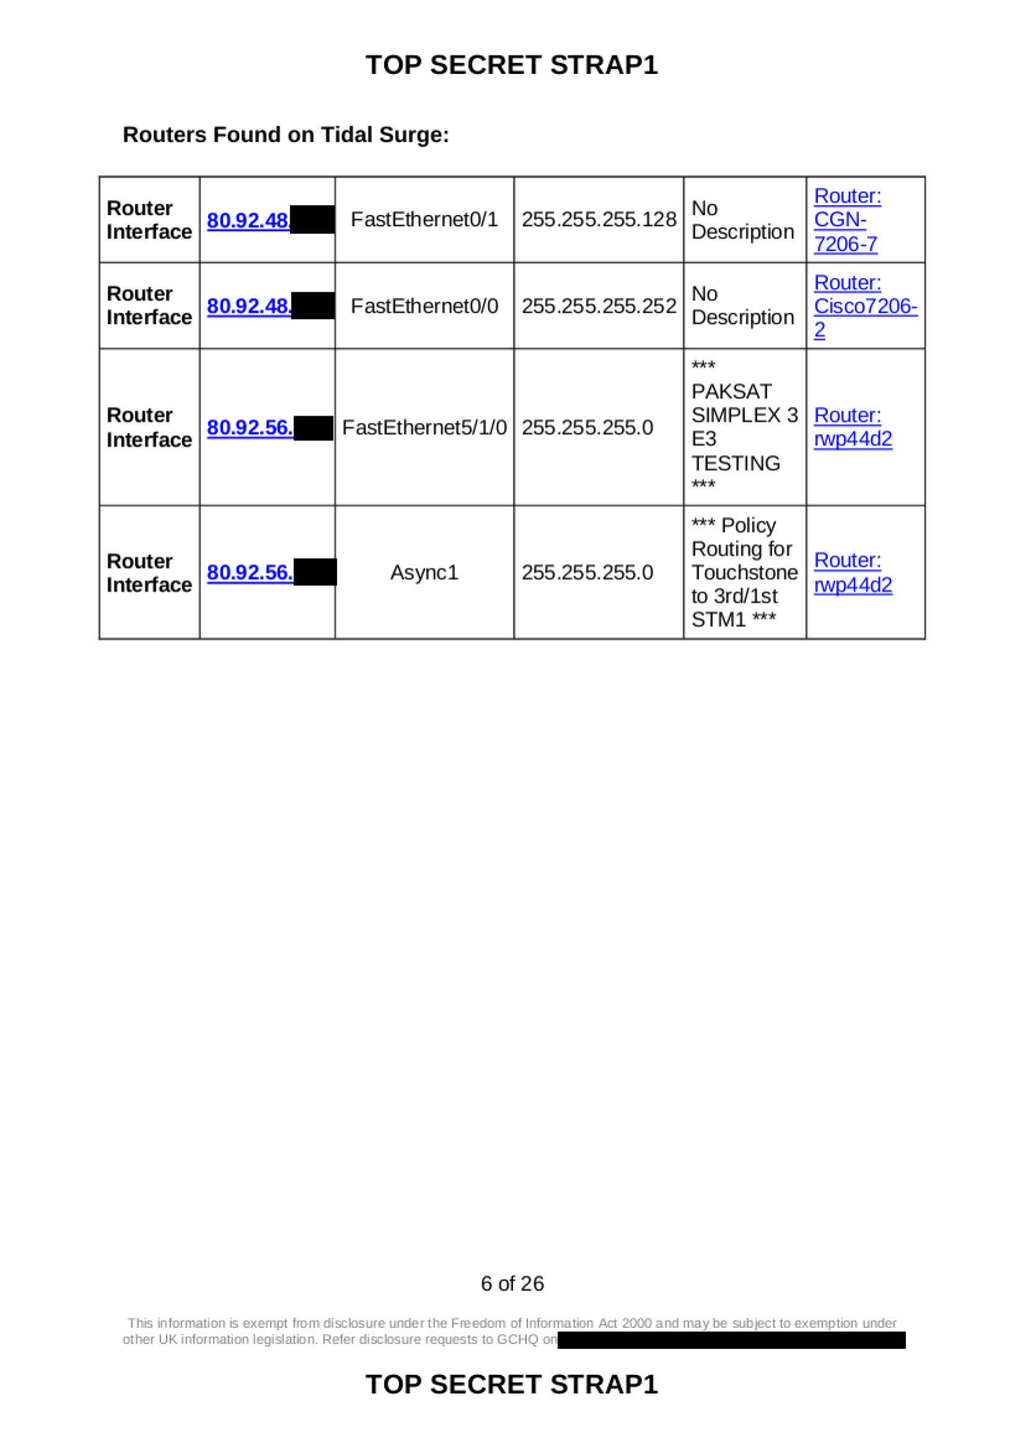 TOP SECRET STRAP1
Routers Found on Tidal Surge:
Router
Interface
80.92.48.
FastEthernet0/1
255.255.255.128
No
Description
Router:
CGN-
7206-7
Router
Interface
80.92.48.
FastEthernet0/0
255.255.255.252
No
Description
Router:
Cisco7206-
2
Router
Interface
80.92.56.
FastEthernet5/1/0
255.255.255.0
***
PAKSAT
SIMPLEX 3
E3
TESTING
***
Router:
rwp44d2
Router
Interface
80.92.56.
Async1
255.255.255.0
*** Policy
Routing for
Touchstone
to 3rd/1st
STM1 ***
Router:
rwp44d2
6 of 26
This information is exempt from disclosure under the Freedom of Information Act 2000 and may be subject to exemption under
other UK information legislation. Refer disclosure requests to GCHQ on
TOP SECRET STRAP1